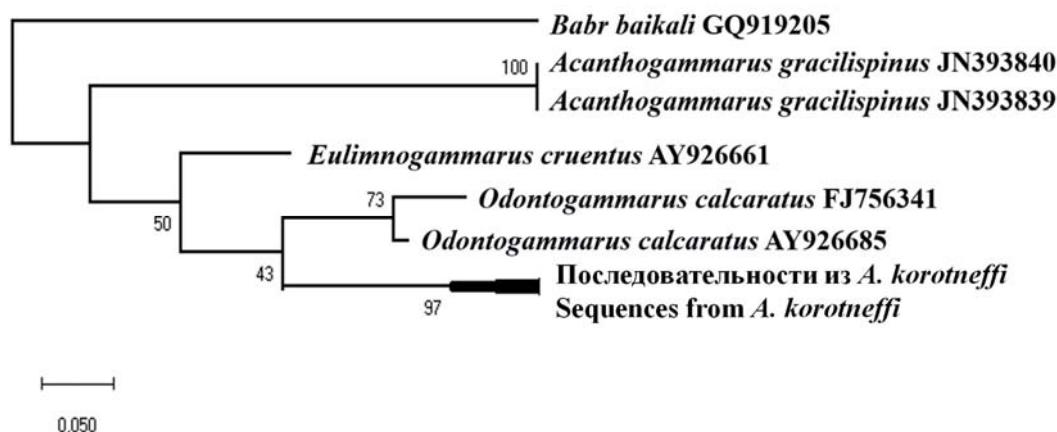 Babr baikali GQ919205
100
Acanthogammarus gracilispinus JN393840
Acanthogammarus gracilispinus JN393839
Eulimnogammarus cruentus AY926661
50
73
Odontogammarus calcaratus FJ756341
Odontogammarus calcaratus AY926685
43
97
Последовательности из A. korotneffi
Sequences from A. korotneffi
0.050